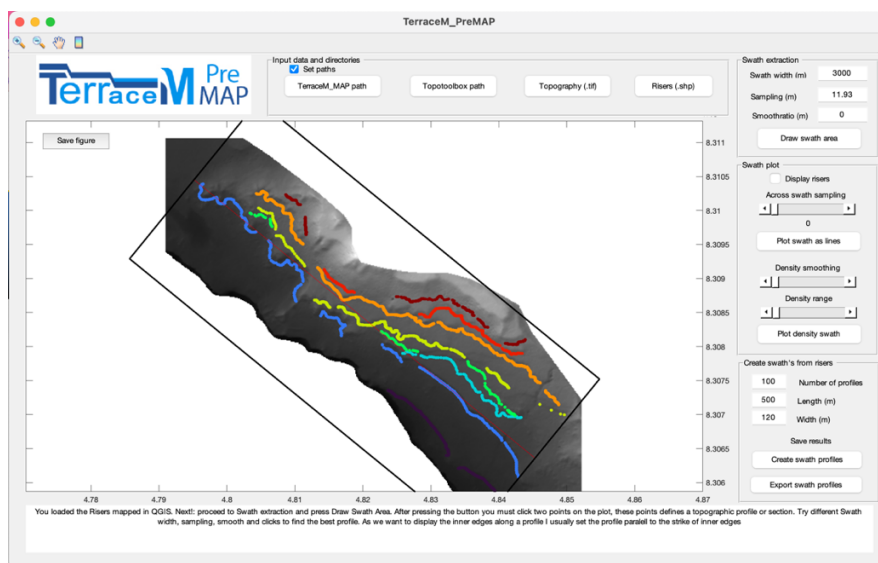 TerraceM_PreMAP
TerraceM Pre
MAP
Input data and directories
Set paths
TerraceM_MAP path
Topotoolbox path
Topography (.tif)
Risers (.shp)
Swath extraction
Swath width (m)
3000
Sampling (m)
11.93
Smoothratio (m)
0
Draw swath area
Save figure
8.311
8.3105
8.31
8.3095
8.309
8.3085
8.308
8.3075
8.307
8.3065
8.306
4.78
4.79
4.8
4.81
4.82
4.83
4.84
4.85
4.86
4.87
Swath plot
Display risers
Across swath sampling
0
Plot swath as lines
Density smoothing
Density range
Plot density swath
Create swath's from risers
100
Number of profiles
500
Length (m)
120
Width (m)
Save results
Create swath profiles
Export swath profiles
You loaded the Risers mapped in QGIS. Next!: proceed to Swath extraction and press Draw Swath Area. After pressing the button you must click two points on the plot, these points defines a topographic profile or section. Try different Swath
width, sampling, smooth and clicks to find the best profile. As we want to display the inner edges along a profile I usually set the profile paralell to the strike of inner edges